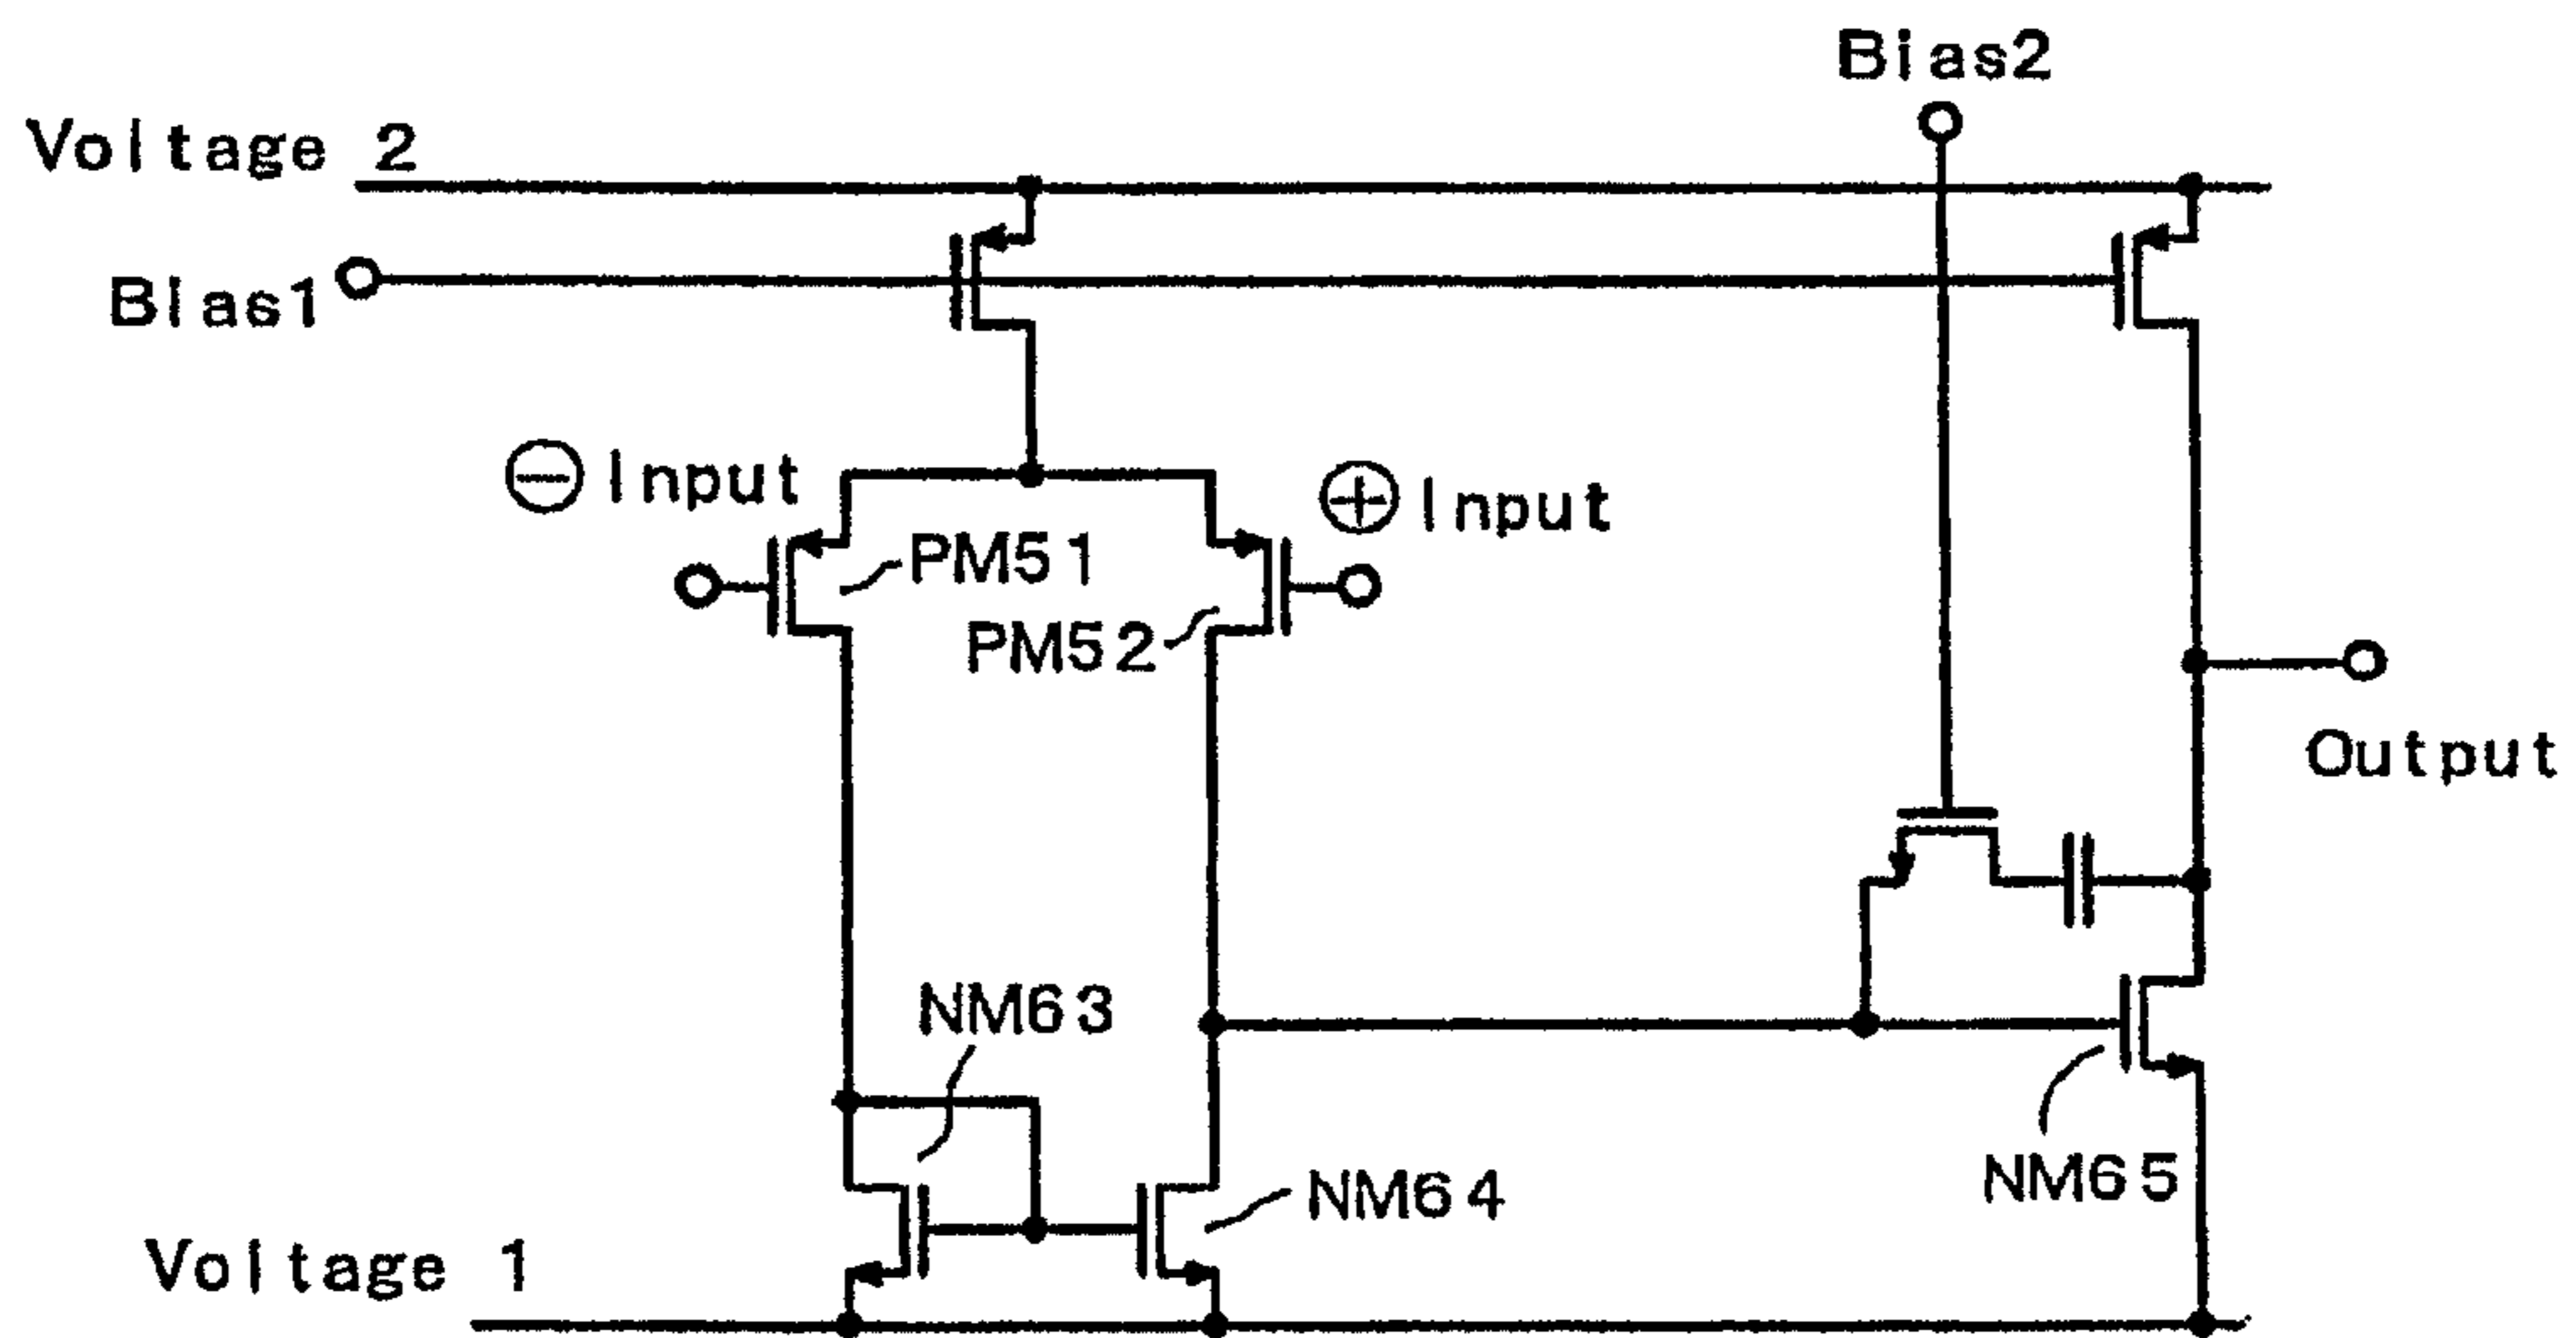 Bias2
Voltage 2
Bias1
⊖ Input
⊕ Input
PM51
PM52
Output
NM63
NM64
NM65
Voltage 1